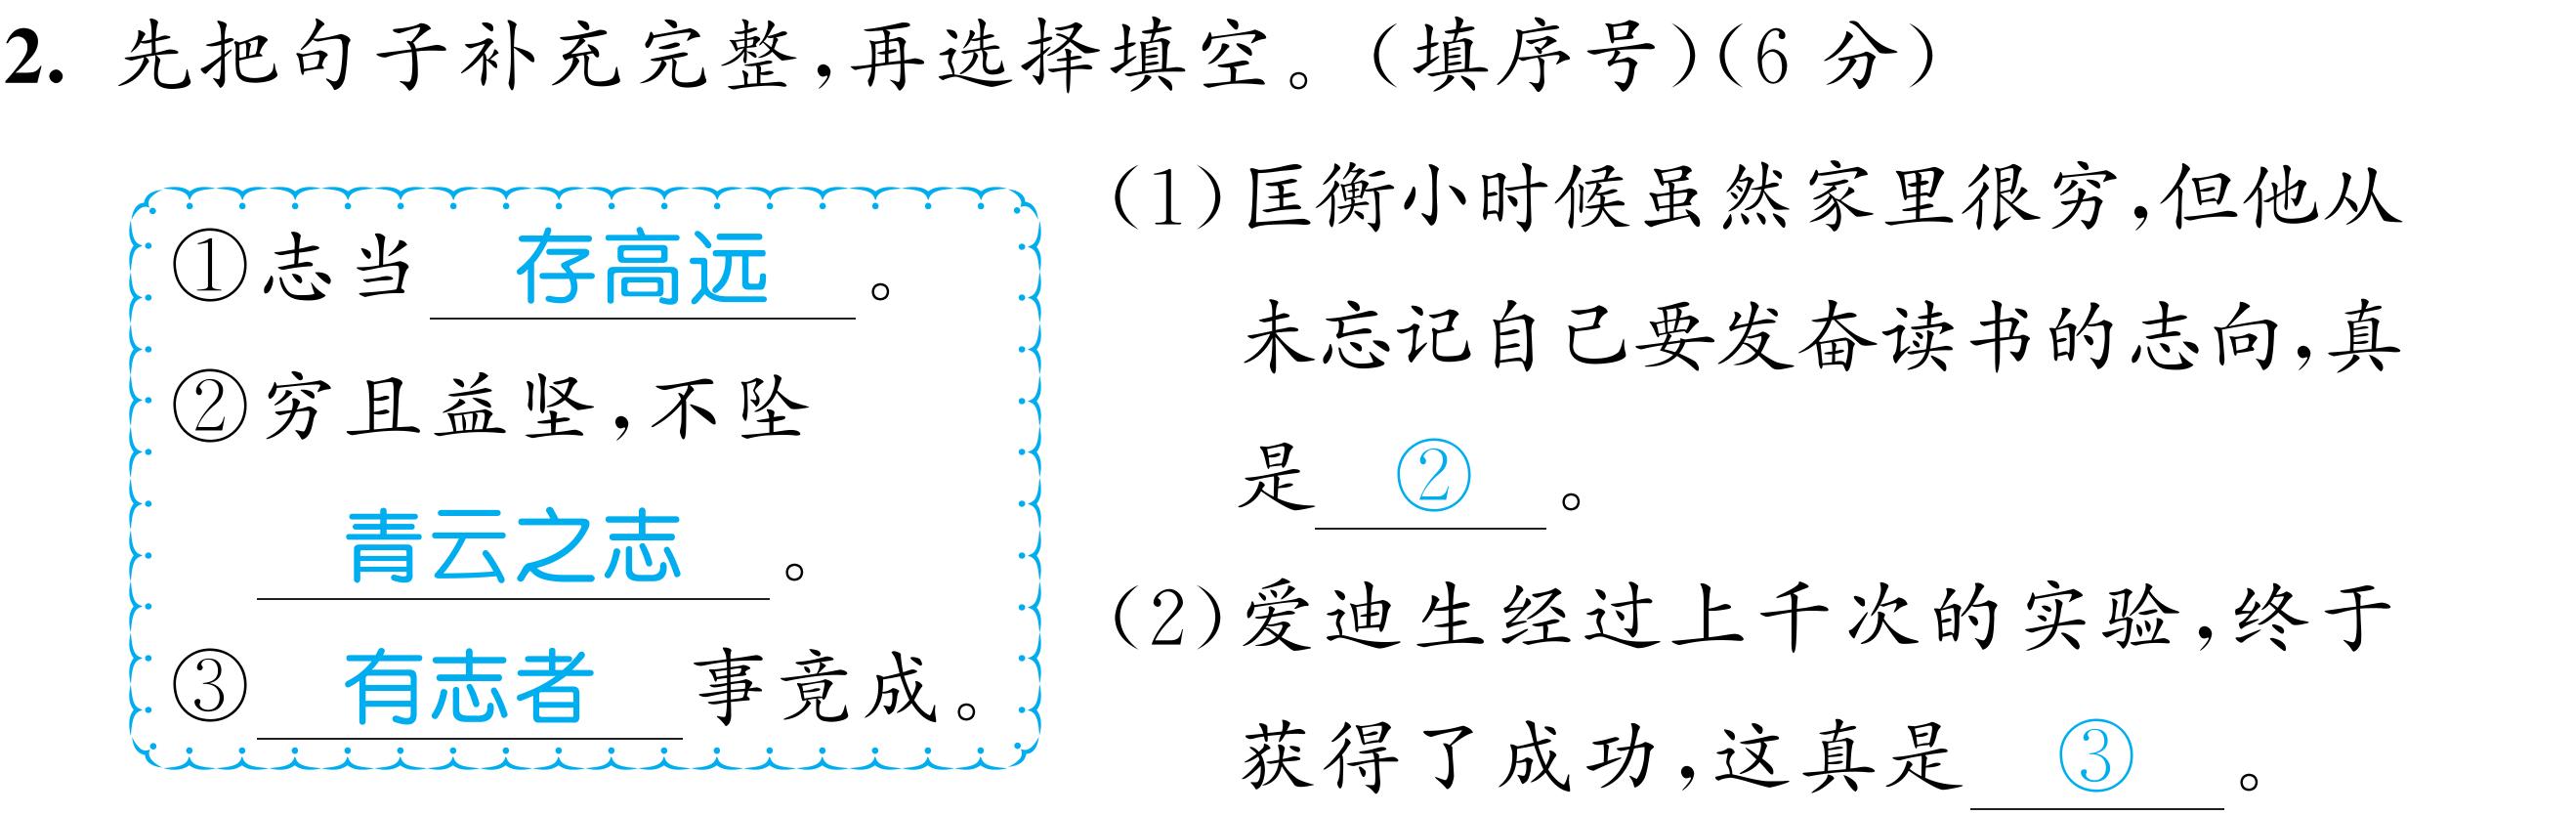 2. 先把句子补充完整,再选择填空。(填序号)(6 分)
①志当 存高远 。
②穷且益坚,不坠
青云之志 。
③ 有志者 事竟成。
(1)匡衡小时候虽然家里很穷,但他从
未忘记自己要发奋读书的志向,真
是 ② 。
(2)爱迪生经过上千次的实验,终于
获得了成功,这真是 ③ 。